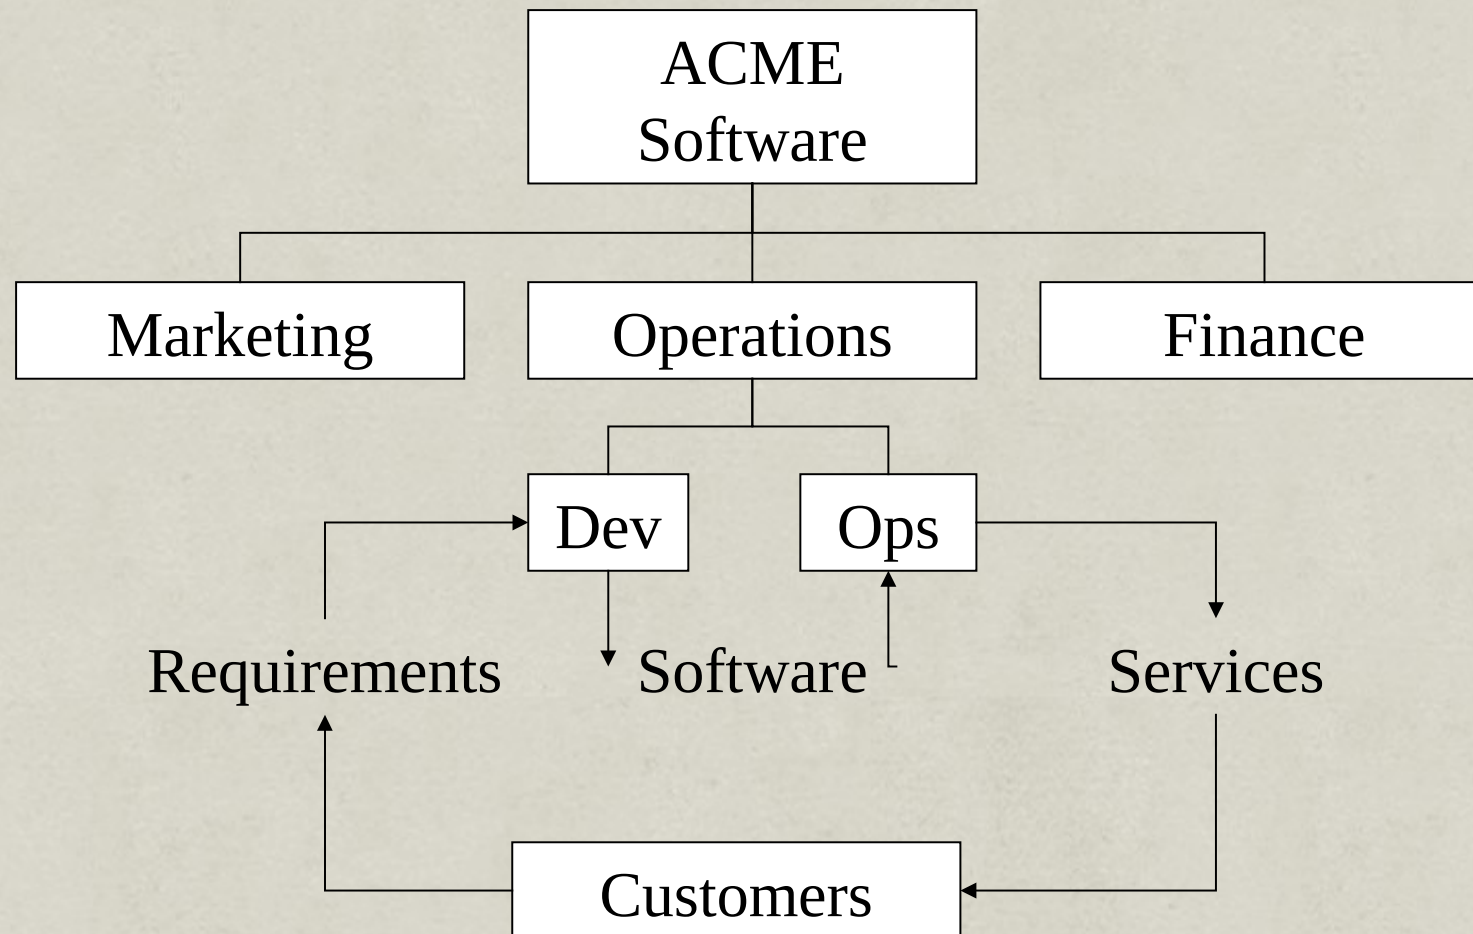 ACME
Software
Marketing
Operations
Finance
Dev
Ops
Requirements
Software
Services
Customers